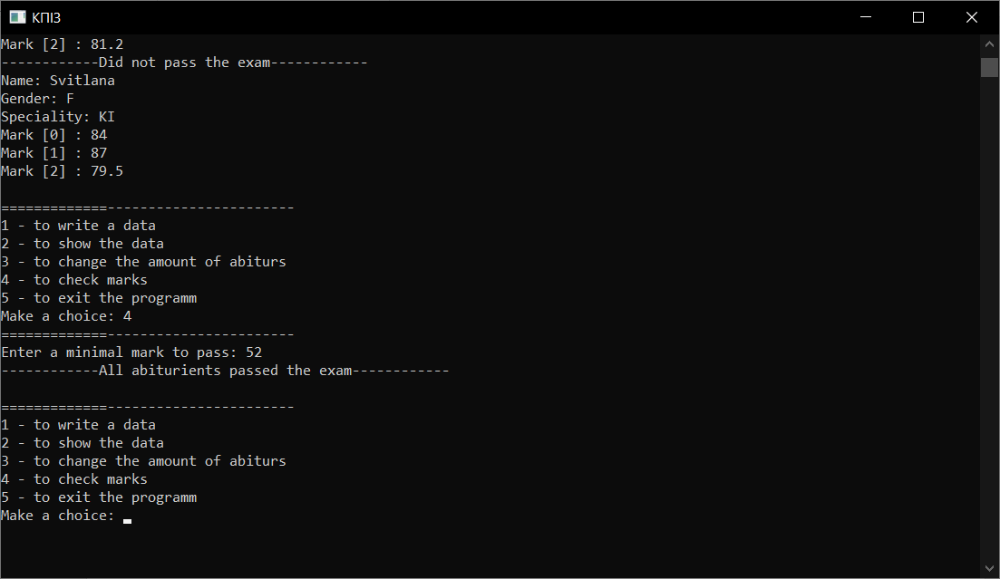 КПІЗ
Mark [2] : 81.2
------------Did not pass the exam------------
Name: Svitlana
Gender: F
Speciality: KI
Mark [0] : 84
Mark [1] : 87
Mark [2] : 79.5
=============-----------------------
1 - to write a data
2 - to show the data
3 - to change the amount of abiturs
4 - to check marks
5 - to exit the programm
Make a choice: 4
=============-----------------------
Enter a minimal mark to pass: 52
------------All abiturients passed the exam------------
=============-----------------------
1 - to write a data
2 - to show the data
3 - to change the amount of abiturs
4 - to check marks
5 - to exit the programm
Make a choice: